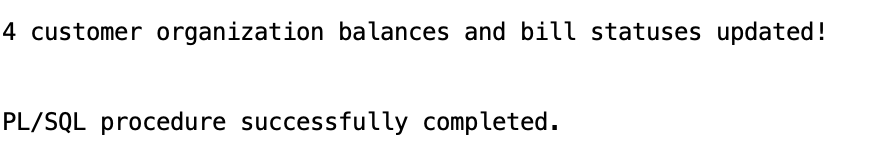 4 customer organization balances and bill statuses updated!
PL/SQL procedure successfully completed.